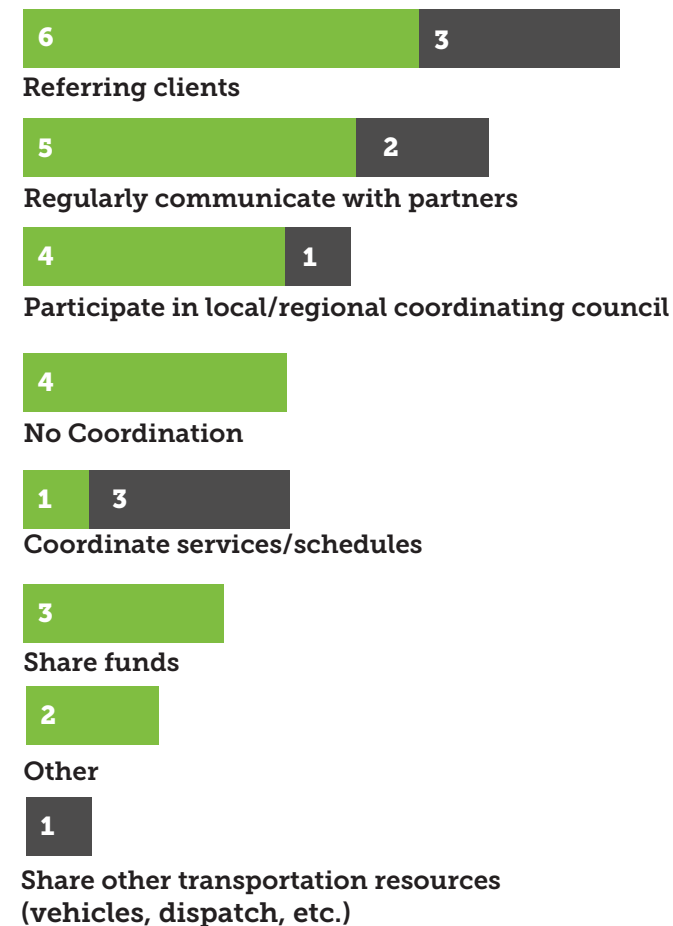 6 3
Referring clients
5 2
Regularly communicate with partners
4 1
Participate in local/regional coordinating council
4
No Coordination
1 3
Coordinate services/schedules
3
Share funds
2
Other
1
Share other transportation resources
(vehicles, dispatch, etc.)